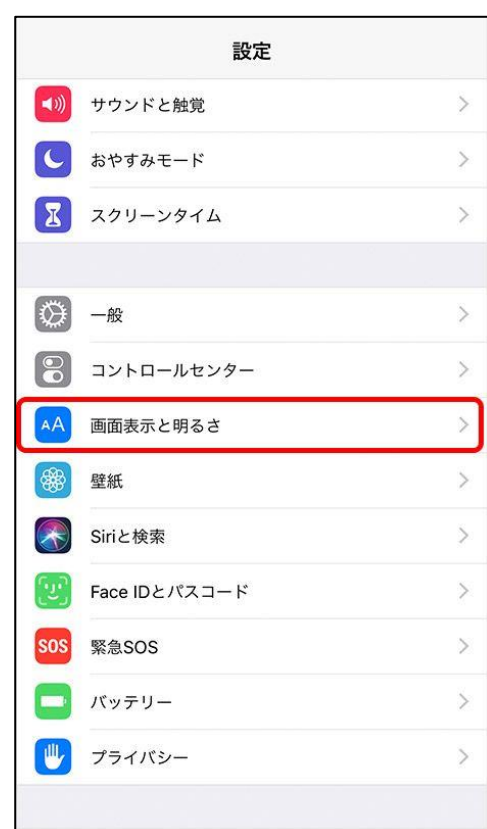 設定
サウンドと触覚
おやすみモード
スクリーンタイム
一般
コントロールセンター
AA 画面表示と明るさ
壁紙
Siriと検索
Face IDとパスコード
SOS 緊急SOS
バッテリー
プライバシー